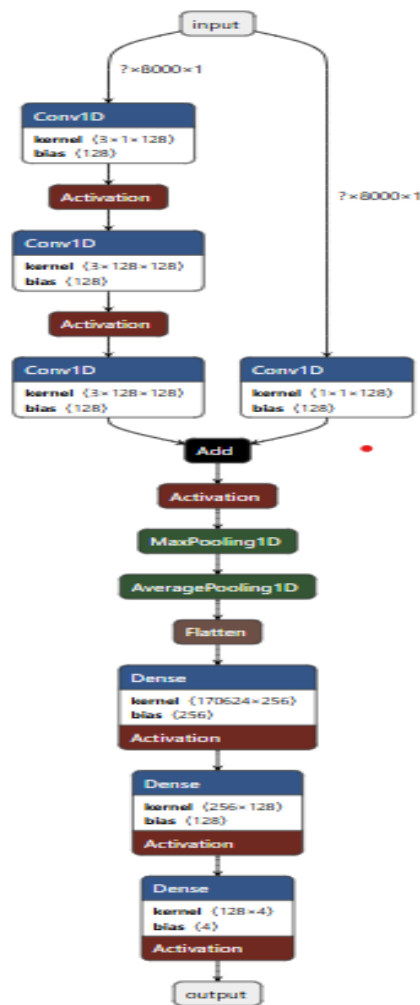 input
?×8000×1
Conv1D
kernel ⟨3×1×128⟩
bias ⟨128⟩
Activation
?×8000×1
Conv1D
kernel ⟨3×128×128⟩
bias ⟨128⟩
Activation
Conv1D
kernel ⟨3×128×128⟩
bias ⟨128⟩
Conv1D
kernel ⟨1×1×128⟩
bias ⟨128⟩
Add
Activation
MaxPooling1D
AveragePooling1D
Flatten
Dense
kernel ⟨170624×256⟩
bias ⟨256⟩
Activation
Dense
kernel ⟨256×128⟩
bias ⟨128⟩
Activation
Dense
kernel ⟨128×4⟩
bias ⟨4⟩
Activation
output